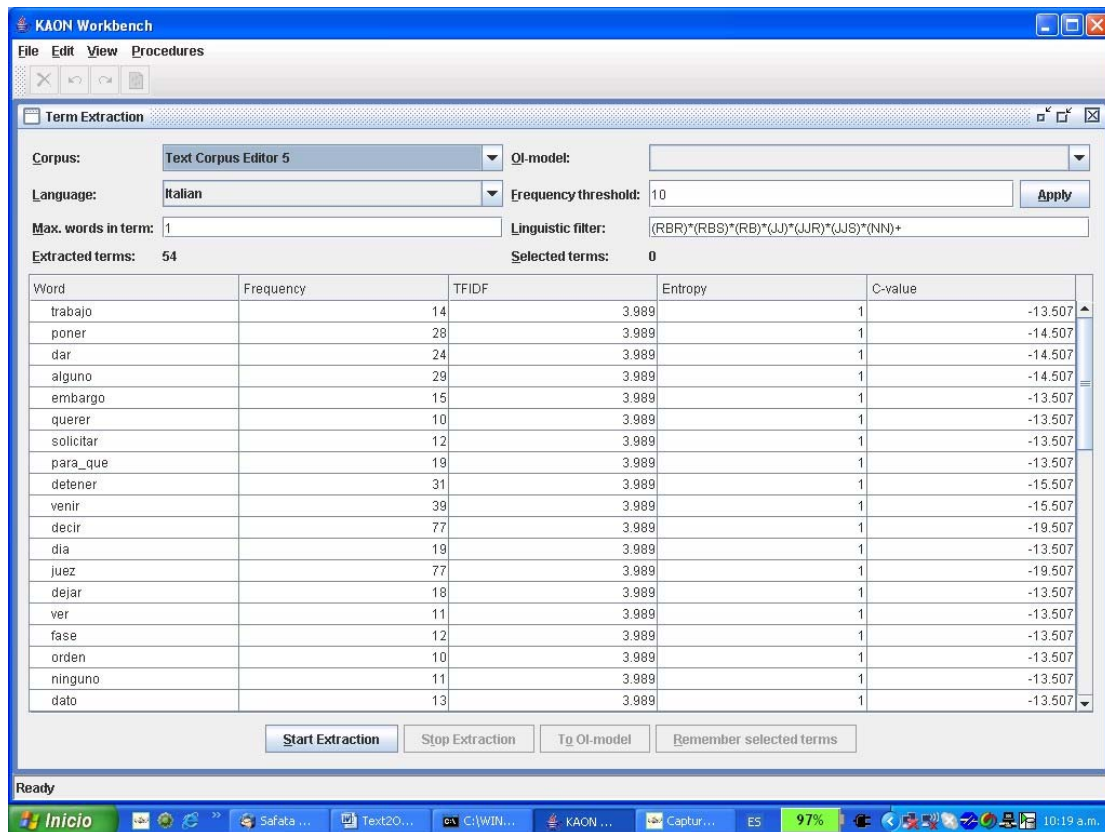 KAON Workbench
File Edit View Procedures
Term Extraction
Corpus: Text Corpus Editor 5 OI-model:
Language: Italian Frequency threshold: 10 Apply
Max. words in term: 1 Linguistic filter: (RBR)*(RBS)*(RB)*(JJ)*(JJR)*(JJS)*(NN)+
Extracted terms: 54 Selected terms: 0
Word Frequency TFIDF Entropy C-value
trabajo 14 3.989 1 -13.507
poner 28 3.989 1 -14.507
dar 24 3.989 1 -14.507
alguno 29 3.989 1 -14.507
embargo 15 3.989 1 -13.507
querer 10 3.989 1 -13.507
solicitar 12 3.989 1 -13.507
para_que 19 3.989 1 -13.507
detener 31 3.989 1 -15.507
venir 39 3.989 1 -15.507
decir 77 3.989 1 -19.507
dia 19 3.989 1 -13.507
juez 77 3.989 1 -19.507
dejar 18 3.989 1 -13.507
ver 11 3.989 1 -13.507
fase 12 3.989 1 -13.507
orden 10 3.989 1 -13.507
ninguno 11 3.989 1 -13.507
dato 13 3.989 1 -13.507
Start Extraction Stop Extraction To OI-model Remember selected terms
Ready
Inicio » Safata ... Text2O... C:\WIN... KAON ... Captur... ES 97% 10:19 a.m.